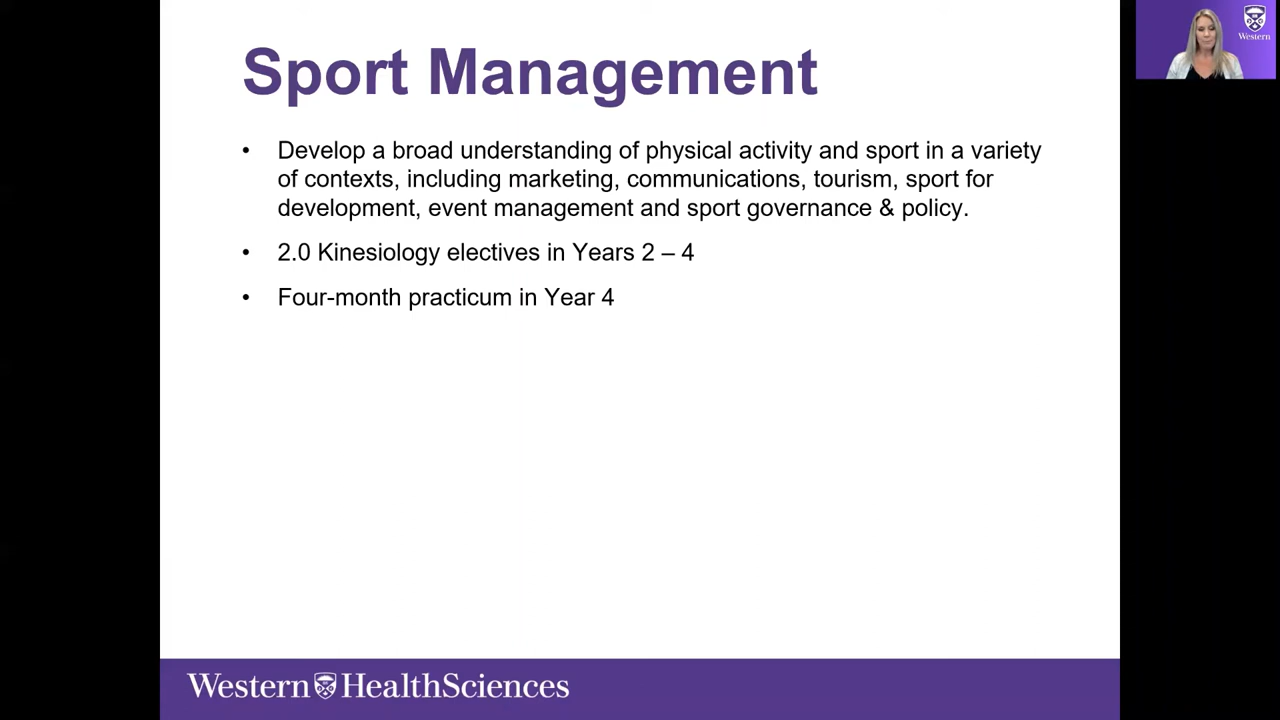 Sport Management
• Develop a broad understanding of physical activity and sport in a variety
of contexts, including marketing, communications, tourism, sport for
development, event management and sport governance & policy.
• 2.0 Kinesiology electives in Years 2 – 4
• Four-month practicum in Year 4
Western HealthSciences
Western